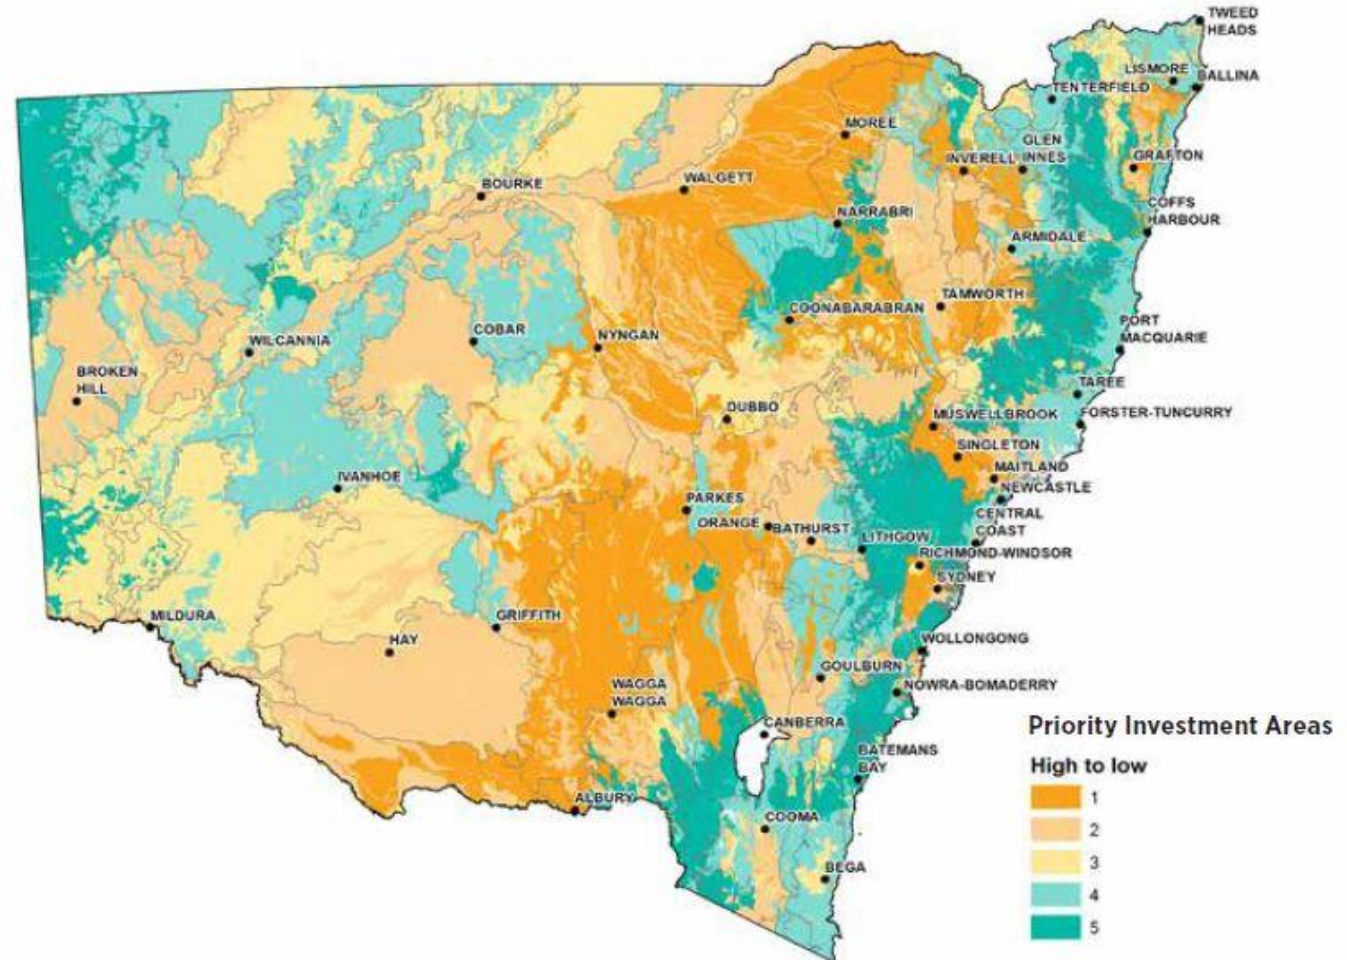 TWEED
HEADS
LISMORE
BALLINA
TENTERFIELD
MOREE
GLEN
INNES
INVERELL
GRAFTON
WALGETT
BOURKE
COFFS
HARBOUR
NARRABRI
ARMIDALE
TAMWORTH
COONABARABRAN
PORT
MACQUARIE
COBAR
NYNGAN
WILCANNIA
BROKEN
HILL
TAREE
DUBBO
MUSWELLBROOK
FORSTER-TUNCURRY
SINGLETON
MAITLAND
IVANHOE
NEWCASTLE
PARKES
CENTRAL
COAST
ORANGE
BATHURST
LITHGOW
RICHMOND-WINDSOR
SYDNEY
MILDURA
GRIFFITH
HAY
WOLLONGONG
GOULBURN
NOWRA-BOMADERRY
WAGGA
WAGGA
CANBERRA
BATEMANS
BAY
ALBURY
COOMA
BEGA
Priority Investment Areas
High to low
1
2
3
4
5